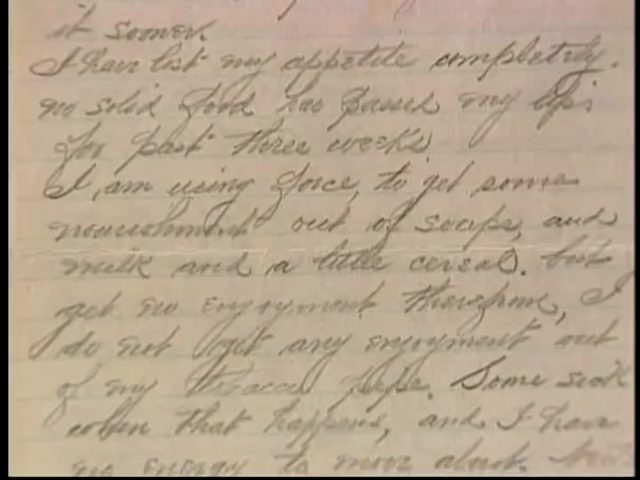 it sooner.
I have lost my appetite completely.
no solid food has passed my lips
for past three weeks
I, am using force, to get some
nourishment out of soups, and
milk and a little cereal. but
get no enjoyment therefrom, I
do not get any enjoyment out
of my tobacco pipe. Some sick
when that happens, and I have
no energy to move about.